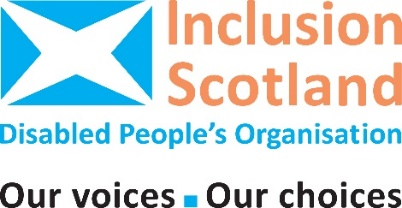 Inclusion
Scotland
Disabled People's Organisation
Our voices ▪ Our choices